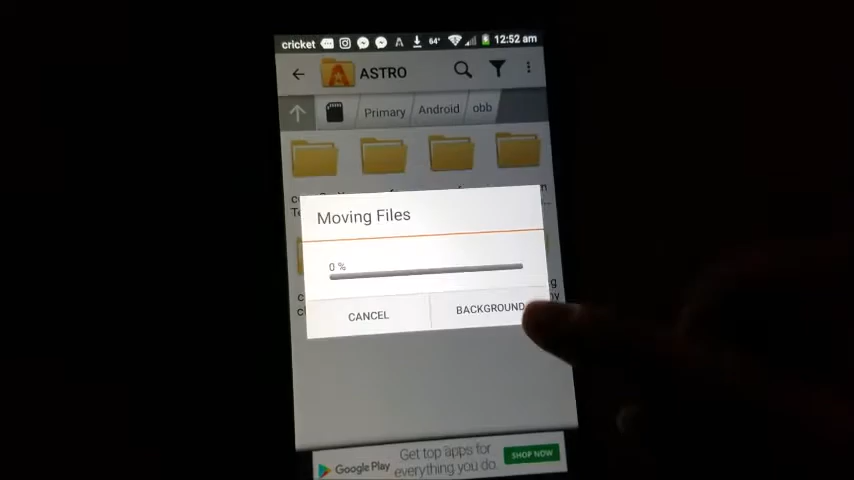 cricket 64° 12:52 am
ASTRO
Primary Android obb
Moving Files
0 %
CANCEL BACKGROUND
Google Play
Get top apps for
everything you do.
SHOP NOW